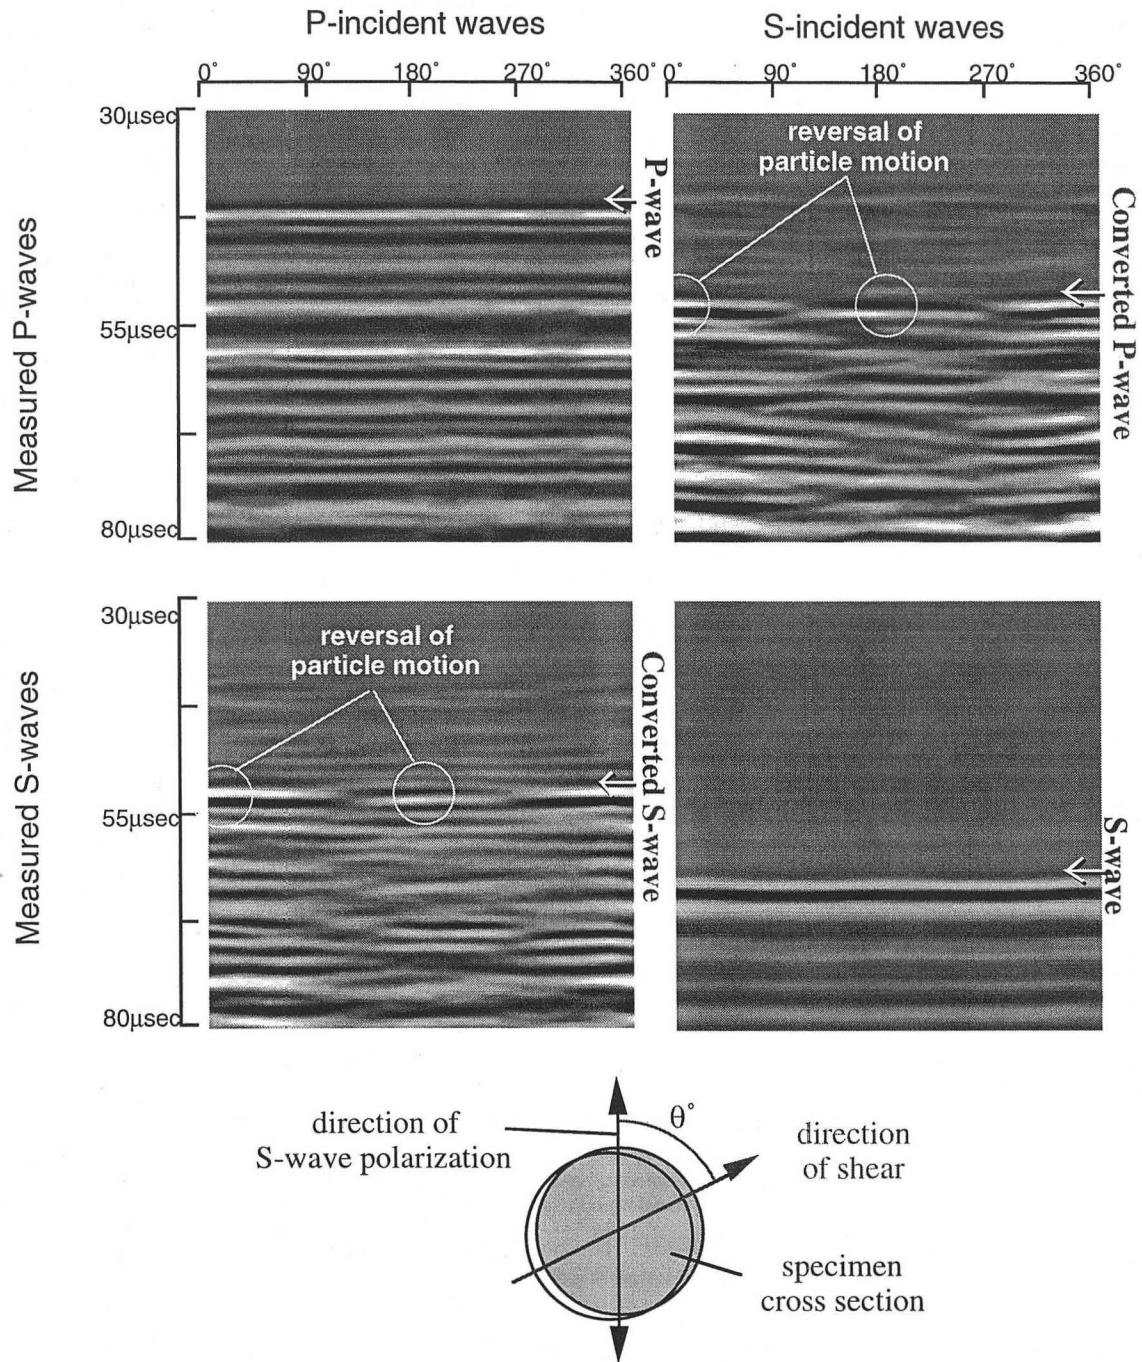 P-incident waves
S-incident waves
0° 90° 180° 270° 360°
0° 90° 180° 270° 360°
Measured P-waves
30µsec
55µsec
80µsec
P-wave
reversal of
particle motion
Converted P-wave
Measured S-waves
30µsec
55µsec
80µsec
reversal of
particle motion
Converted S-wave
S-wave
direction of
S-wave polarization
θ°
direction
of shear
specimen
cross section